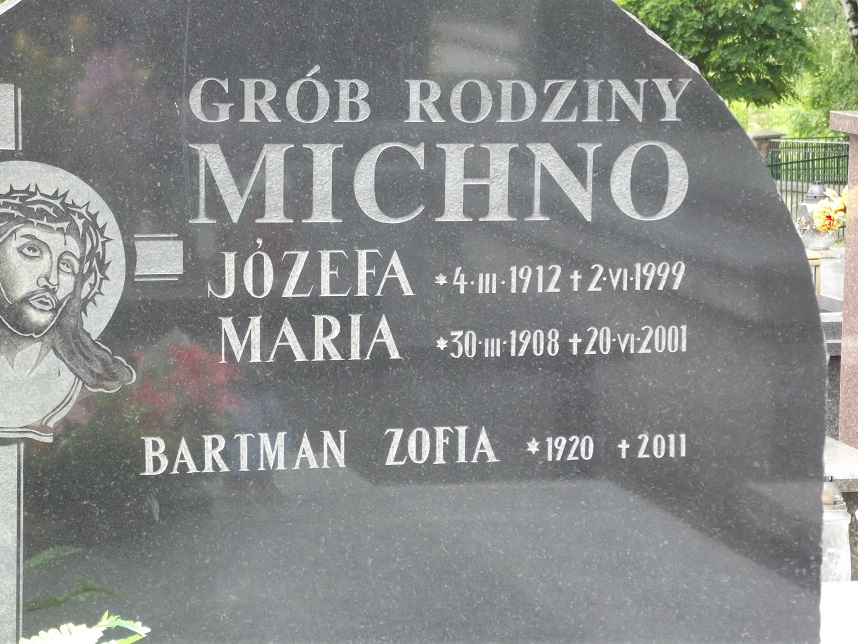 GRÓB RODZINY
MICHNO
JÓZEFA *4·III·1912 †2·VI·1999
MARIA *30·III·1908 †20·VI·2001
BARTMAN ZOFIA *1920 †2011